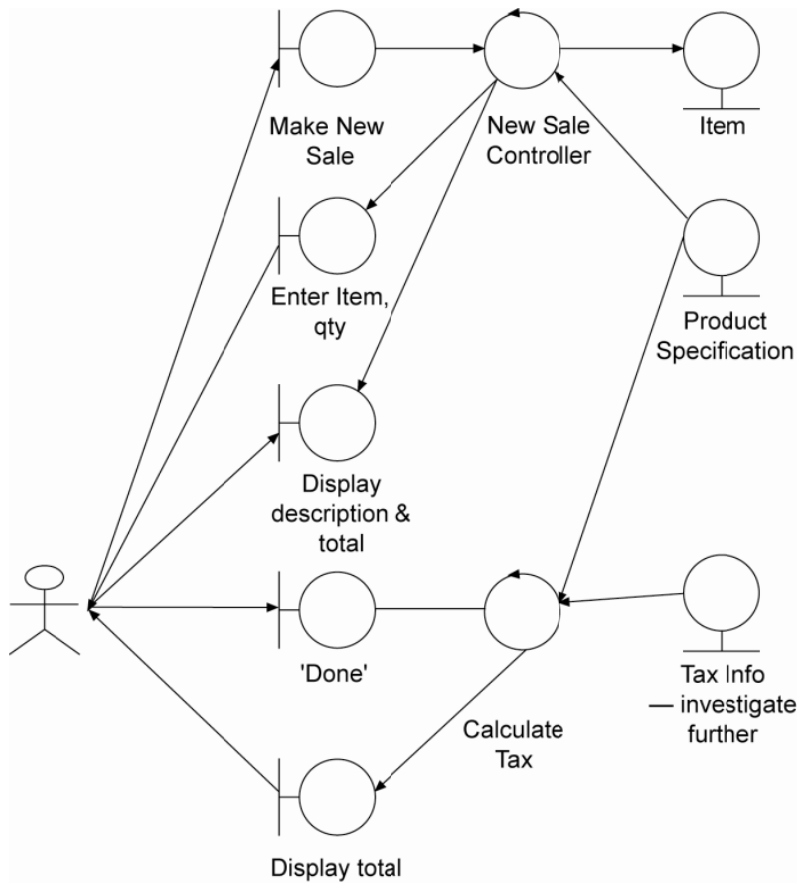 Make New
Sale
New Sale
Controller
Item
Enter Item,
qty
Product
Specification
Display
description &
total
'Done'
Calculate
Tax
Tax Info
— investigate
further
Display total